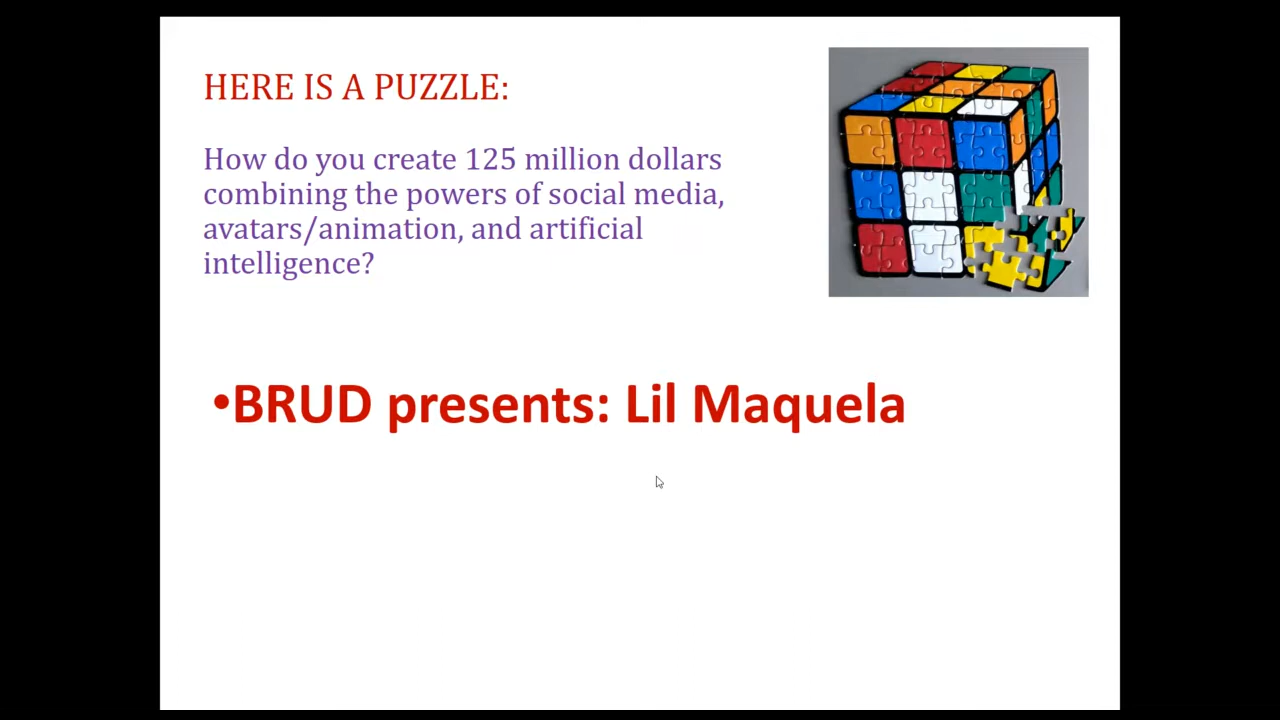 HERE IS A PUZZLE:
How do you create 125 million dollars
combining the powers of social media,
avatars/animation, and artificial
intelligence?
•BRUD presents: Lil Maquela